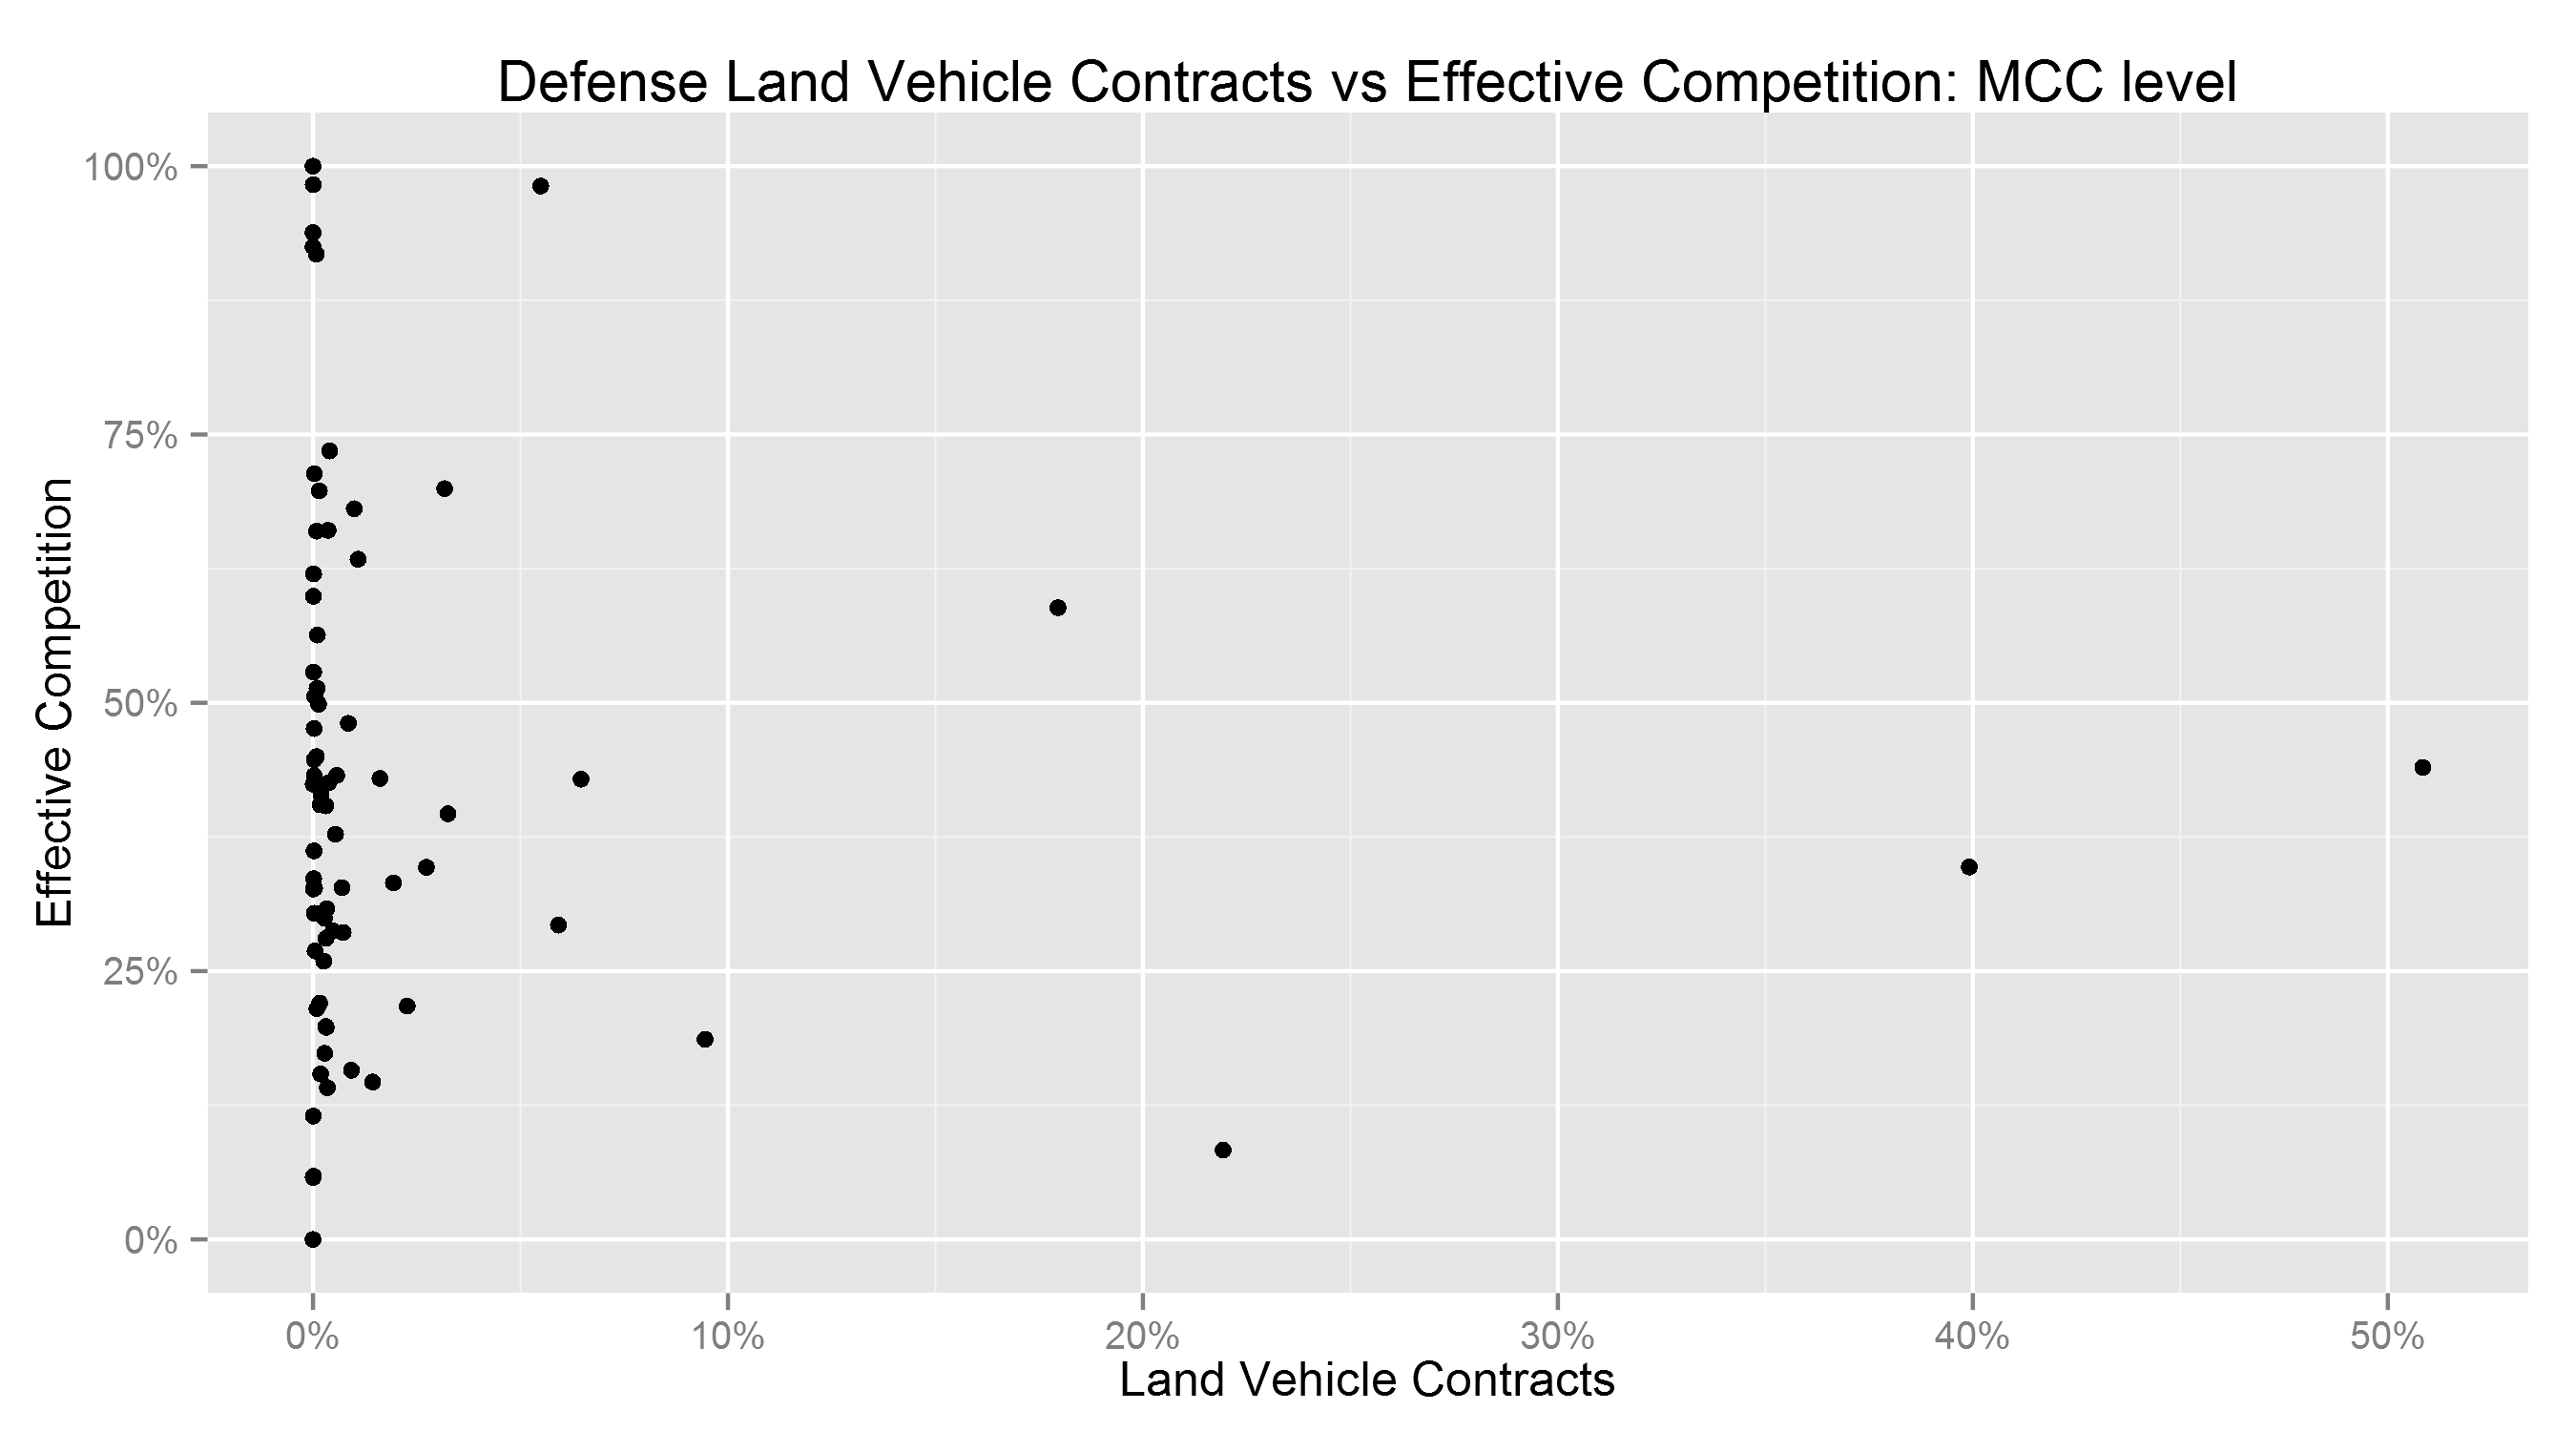 Defense Land Vehicle Contracts vs Effective Competition: MCC level
Effective Competition
100%
75%
50%
25%
0%
0% 10% 20% 30% 40% 50%
Land Vehicle Contracts